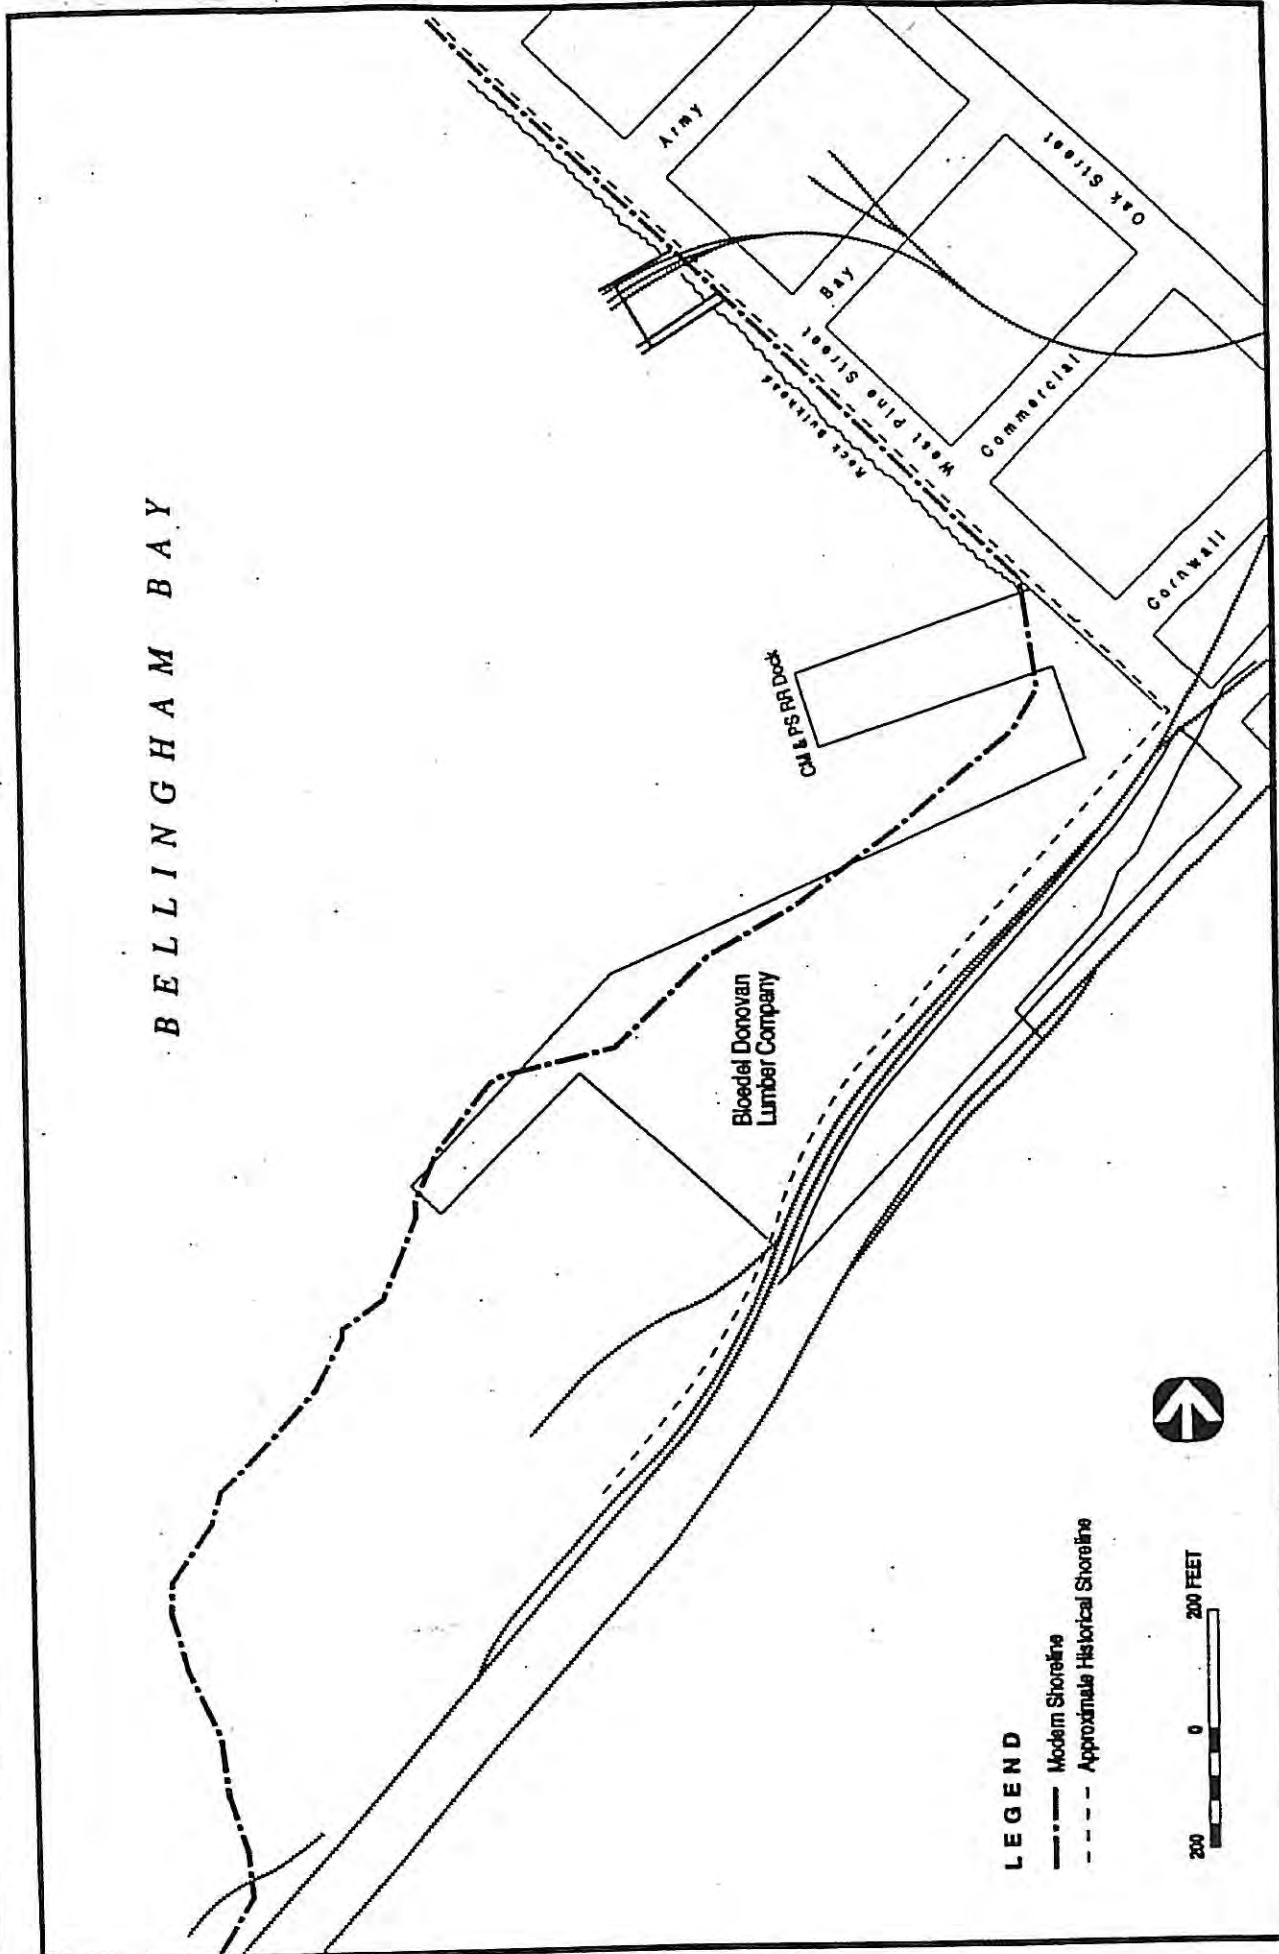 BELLINGHAM BAY
Army
Oak Street
Bay
West Pine Street
Rock Bulkhead
Commercial
Cornwall
CM & PS RR Dock
Bloedel Donovan
Lumber Company
LEGEND
Modern Shoreline
Approximate Historical Shoreline
200 0 200 FEET